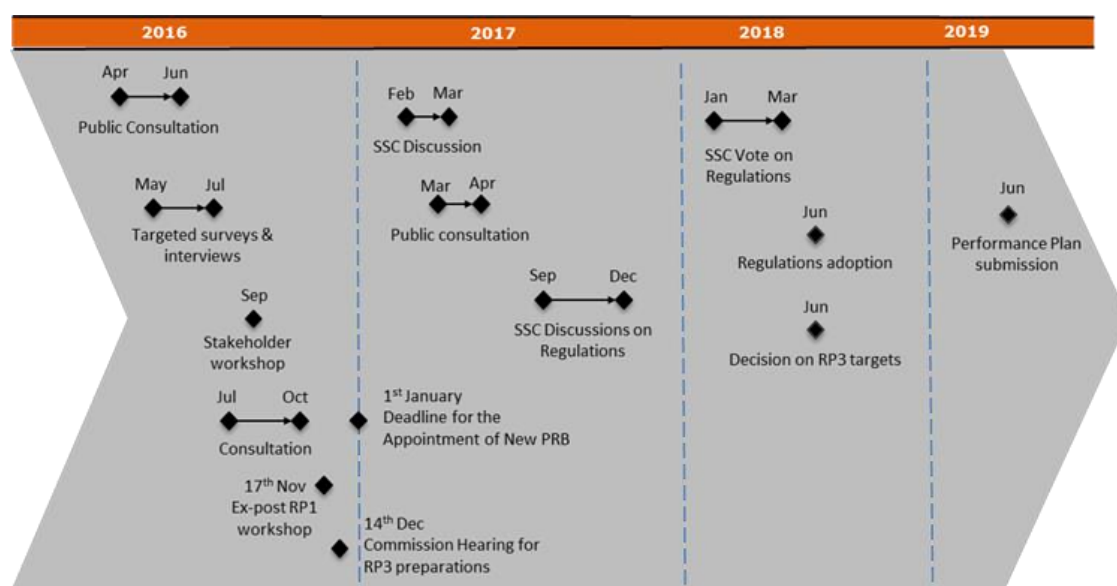 2016 2017 2018 2019
Apr Jun
Public Consultation
May Jul
Targeted surveys &
interviews
Sep
Stakeholder
workshop
Jul Oct
Consultation
17th Nov
Ex-post RP1
workshop
Feb Mar
SSC Discussion
Mar Apr
Public consultation
Sep Dec
SSC Discussions on
Regulations
1st January
Deadline for the
Appointment of New PRB
14th Dec
Commission Hearing for
RP3 preparations
Jan Mar
SSC Vote on
Regulations
Jun
Regulations adoption
Jun
Decision on RP3 targets
Jun
Performance Plan
submission